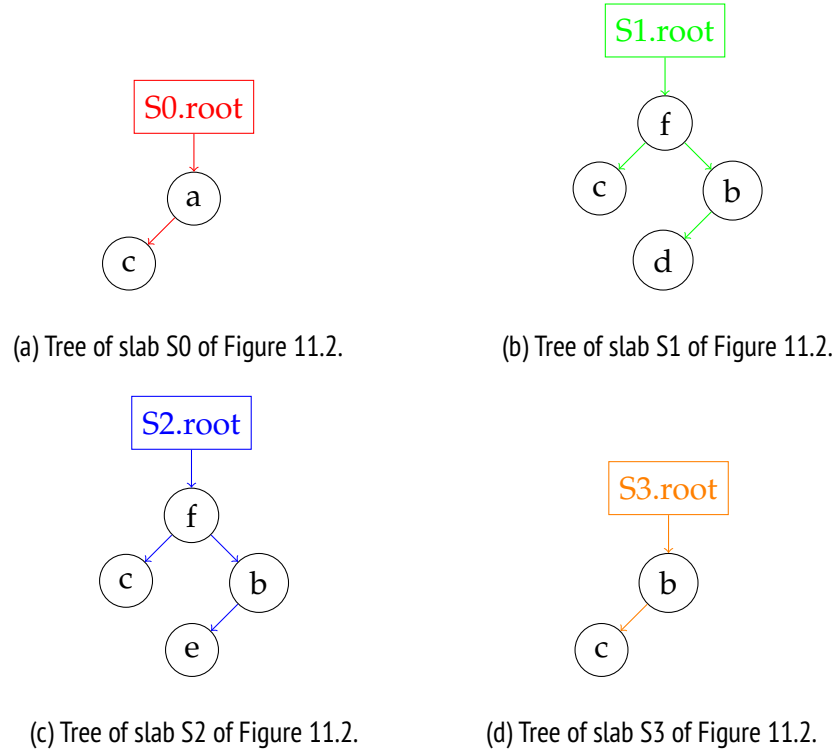 S0.root
a
c
(a) Tree of slab S0 of Figure 11.2.
S1.root
f
c
b
d
(b) Tree of slab S1 of Figure 11.2.
S2.root
f
c
b
e
(c) Tree of slab S2 of Figure 11.2.
S3.root
b
c
(d) Tree of slab S3 of Figure 11.2.